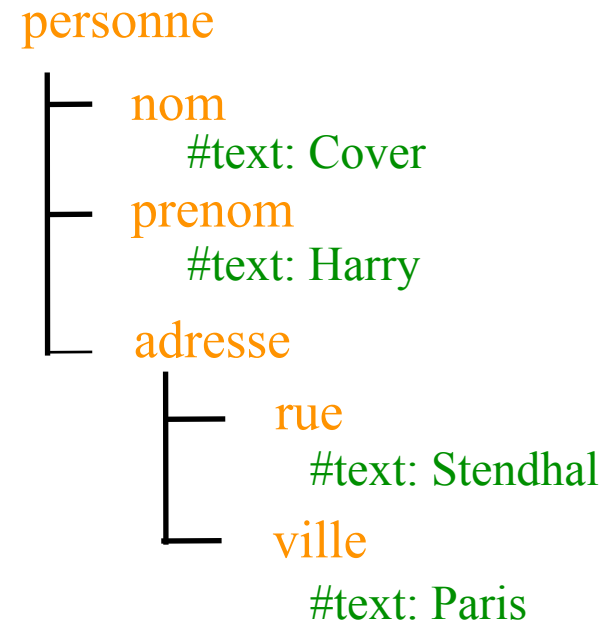 personne
nom
#text: Cover
prenom
#text: Harry
adresse
rue
#text: Stendhal
ville
#text: Paris